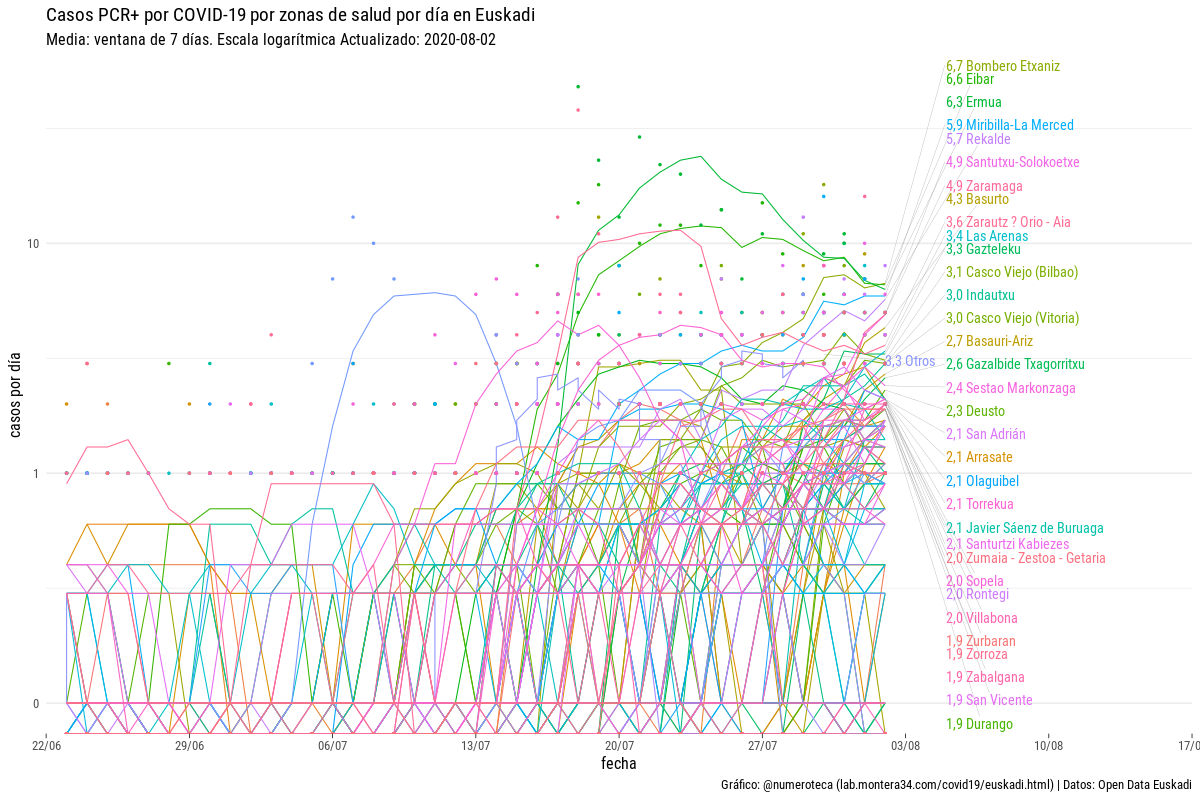 Casos PCR+ por COVID-19 por zonas de salud por día en Euskadi
Media: ventana de 7 días. Escala logarítmica Actualizado: 2020-08-02
6,7 Bombero Etxaniz
6,6 Eibar
6,3 Ermua
5,9 Miribilla-La Merced
5,7 Rekalde
4,9 Santutxu-Solokoetxe
4,9 Zaramaga
4,3 Basurto
3,6 Zarautz ? Orio - Aia
3,4 Las Arenas
3,3 Gazteleku
3,1 Casco Viejo (Bilbao)
3,0 Indautxu
3,0 Casco Viejo (Vitoria)
2,7 Basauri-Ariz
3,3 Otros
2,6 Gazalbide Txagorritxu
2,4 Sestao Markonzaga
2,3 Deusto
2,1 San Adrián
2,1 Arrasate
2,1 Olaguibel
2,1 Torrekua
2,1 Javier Sáenz de Buruaga
2,1 Santurtzi Kabiezes
2,0 Zumaia - Zestoa - Getaria
2,0 Sopela
2,0 Rontegi
2,0 Villabona
1,9 Zurbaran
1,9 Zorroza
1,9 Zabalgana
1,9 San Vicente
1,9 Durango
casos por día
10
1
0
22/06 29/06 06/07 13/07 20/07 27/07 03/08 10/08 17/0
fecha
Gráfico: @numeroteca (lab.montera34.com/covid19/euskadi.html) | Datos: Open Data Euskadi